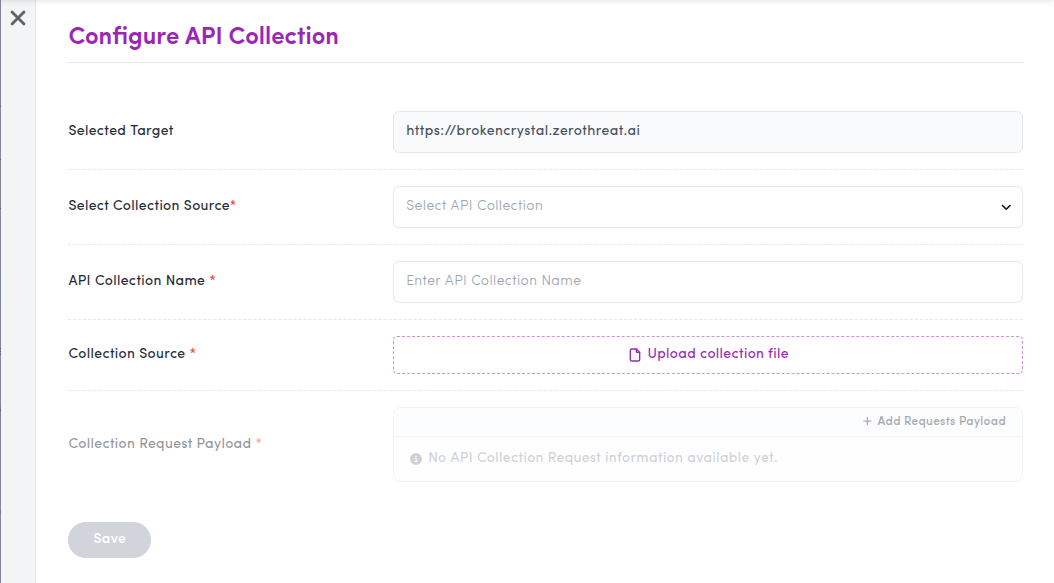 Configure API Collection
Selected Target
https://brokencrystal.zerothreat.ai
Select Collection Source*
Select API Collection
API Collection Name *
Enter API Collection Name
Collection Source *
Upload collection file
+ Add Requests Payload
Collection Request Payload *
No API Collection Request information available yet.
Save